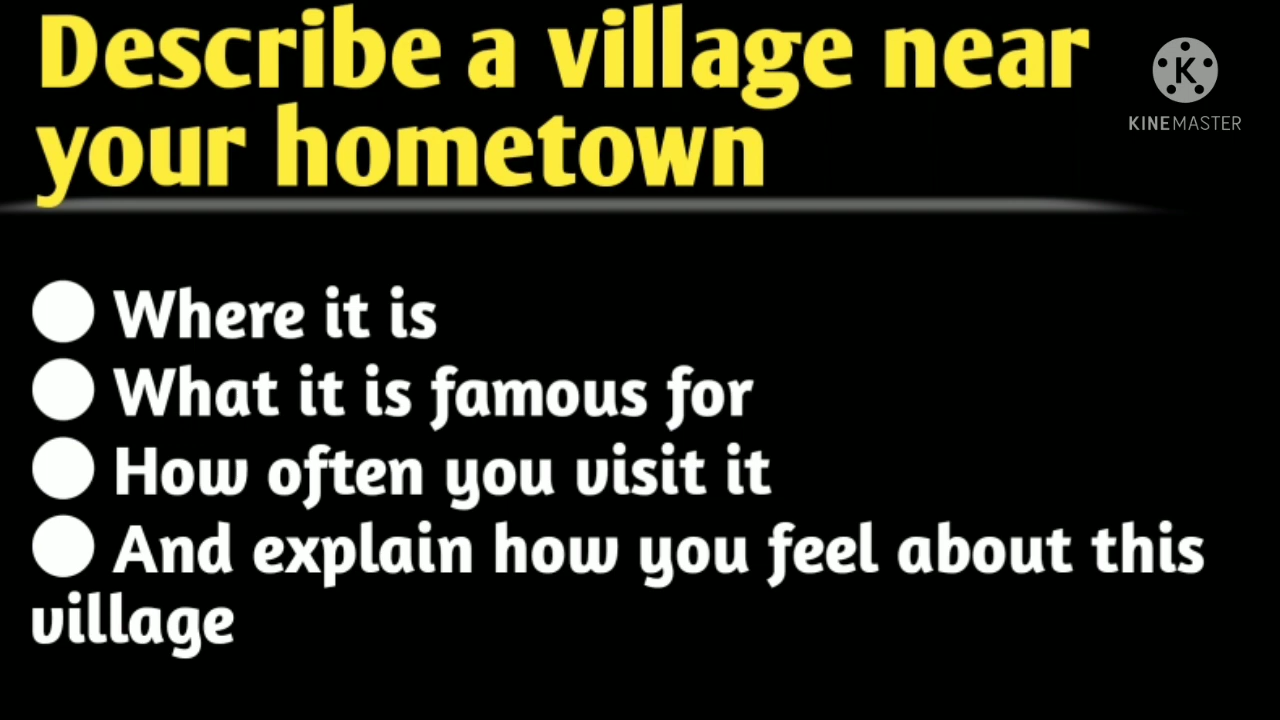 Describe a village near
your hometown
K
KINEMASTER
Where it is
What it is famous for
How often you visit it
And explain how you feel about this
village